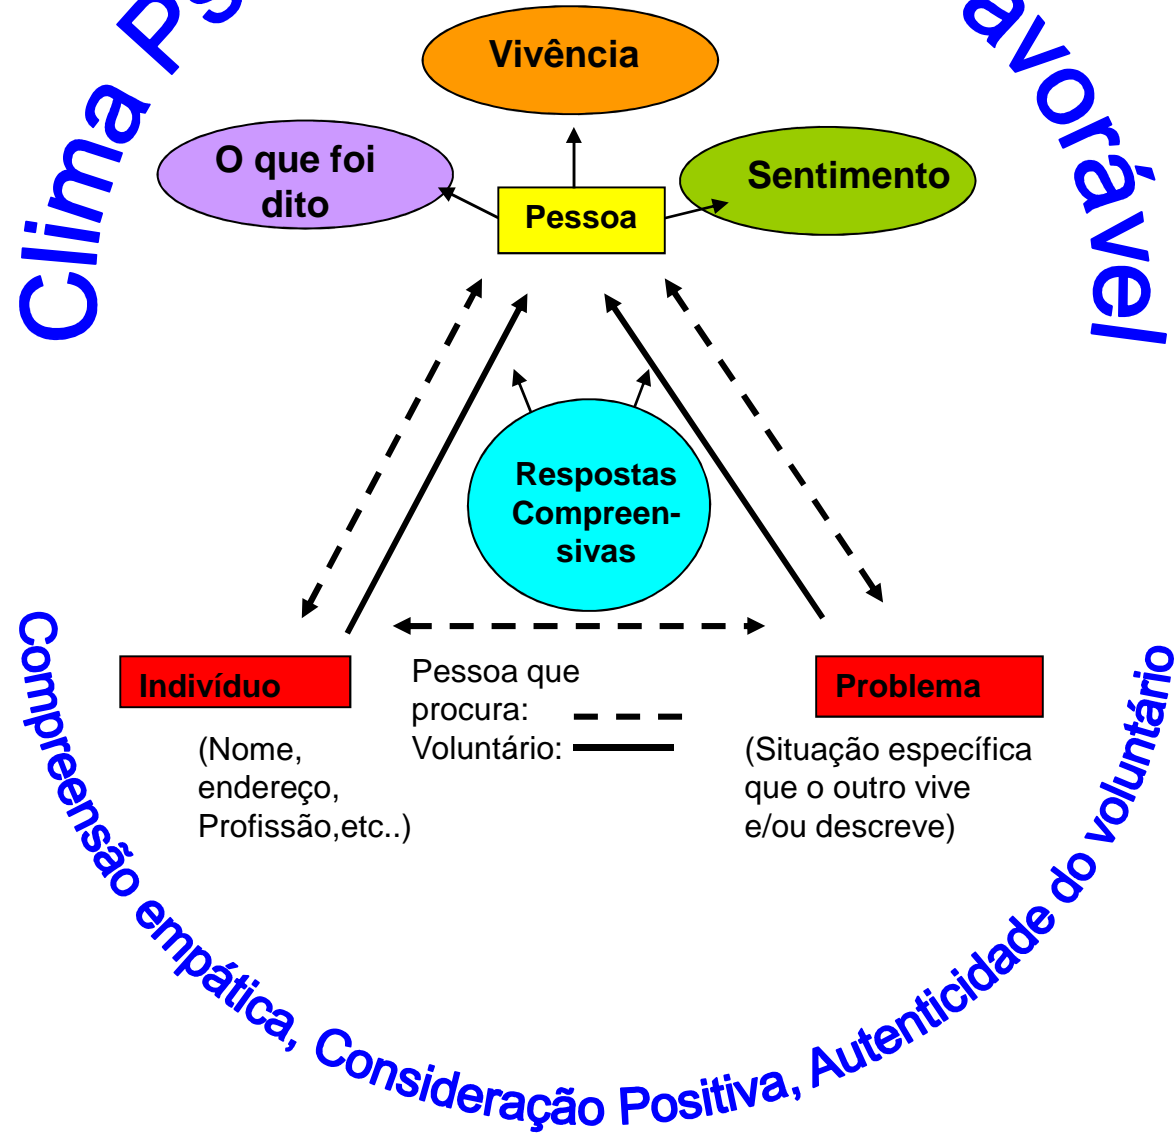 Clima
avorável
Vivência
O que foi
dito
Sentimento
Pessoa
Respostas
Compreen-
sivas
Indivíduo
Pessoa que
procura:
Voluntário:
Problema
(Nome,
endereço,
Profissão,etc..)
(Situação específica
que o outro vive
e/ou descreve)
Compreensão empática, Consideração Positiva, Autenticidade do voluntário